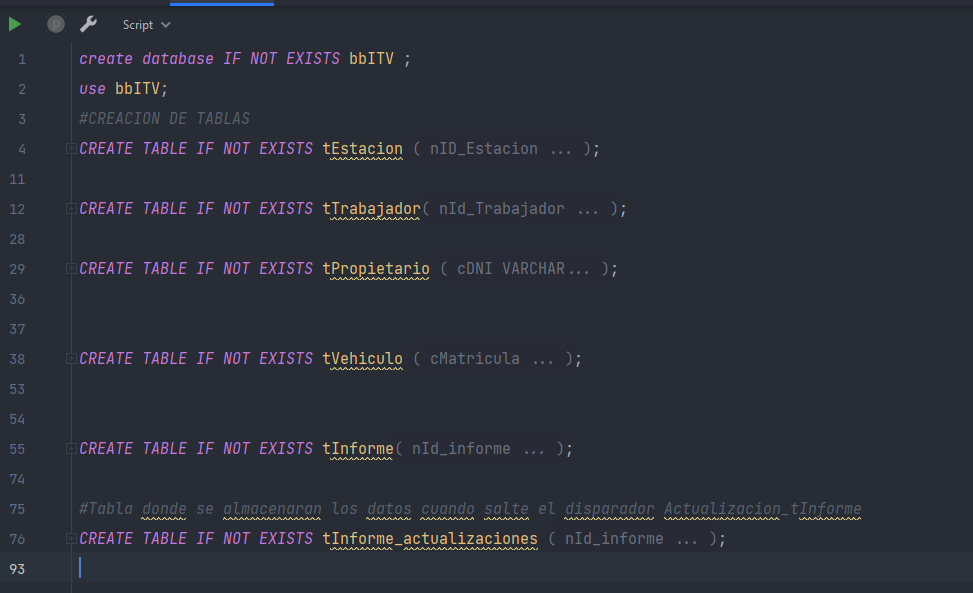 Script
1 create database IF NOT EXISTS bbITV ;
2 use bbITV;
3 #CREACION DE TABLAS
4 CREATE TABLE IF NOT EXISTS tEstacion ( nID_Estacion ... );
11
12 CREATE TABLE IF NOT EXISTS tTrabajador( nId_Trabajador ... );
28
29 CREATE TABLE IF NOT EXISTS tPropietario ( cDNI VARCHAR... );
36
37
38 CREATE TABLE IF NOT EXISTS tVehiculo ( cMatricula ... );
53
54
55 CREATE TABLE IF NOT EXISTS tInforme( nId_informe ... );
74
75 #Tabla donde se almacenaran los datos cuando salte el disparador Actualizacion_tInforme
76 CREATE TABLE IF NOT EXISTS tInforme_actualizaciones ( nId_informe ... );
93